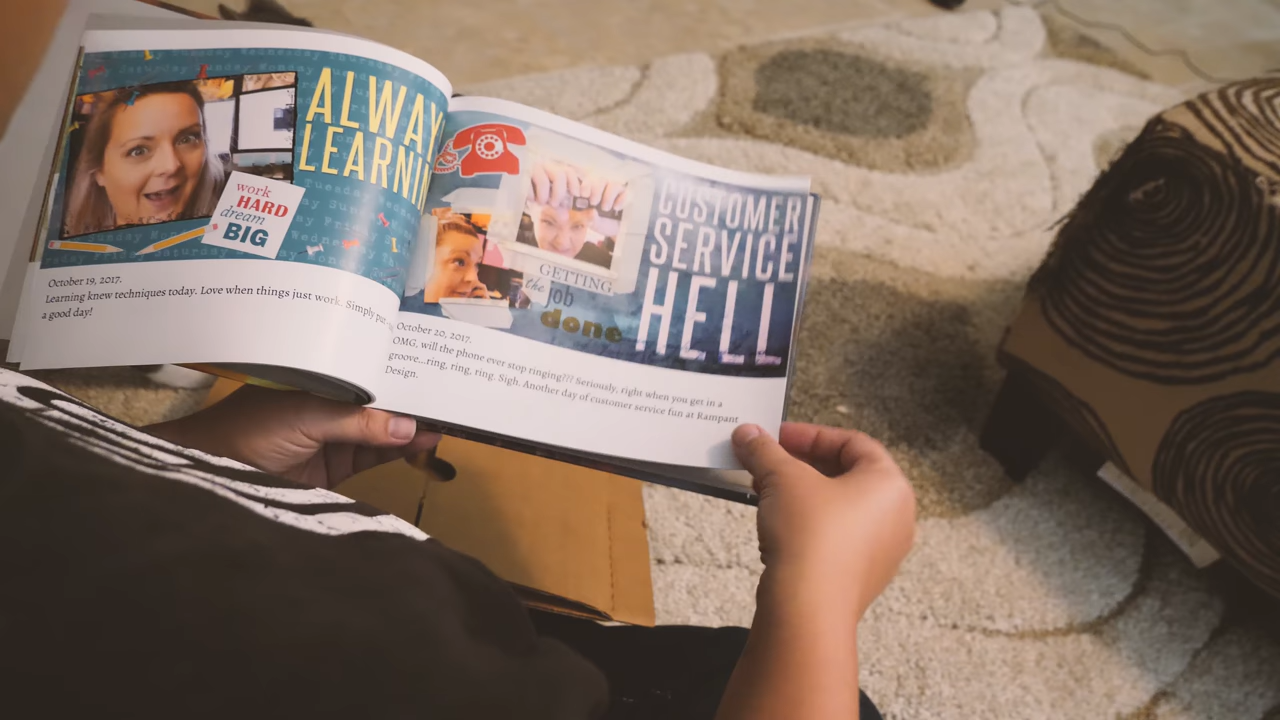 ALWAY
LEARNIN
work
HARD
dream
BIG
October 19, 2017.
Learning knew techniques today. Love when things just work. Simply
a good day!
CUSTOMER
SERVICE
HELL
GETTING
the job
done
October 20, 2017.
OMG, will the phone ever stop ringing??? Seriously, right when you get in a
groove...ring, ring, ring. Sigh. Another day of customer service fun at Rampant
Design.